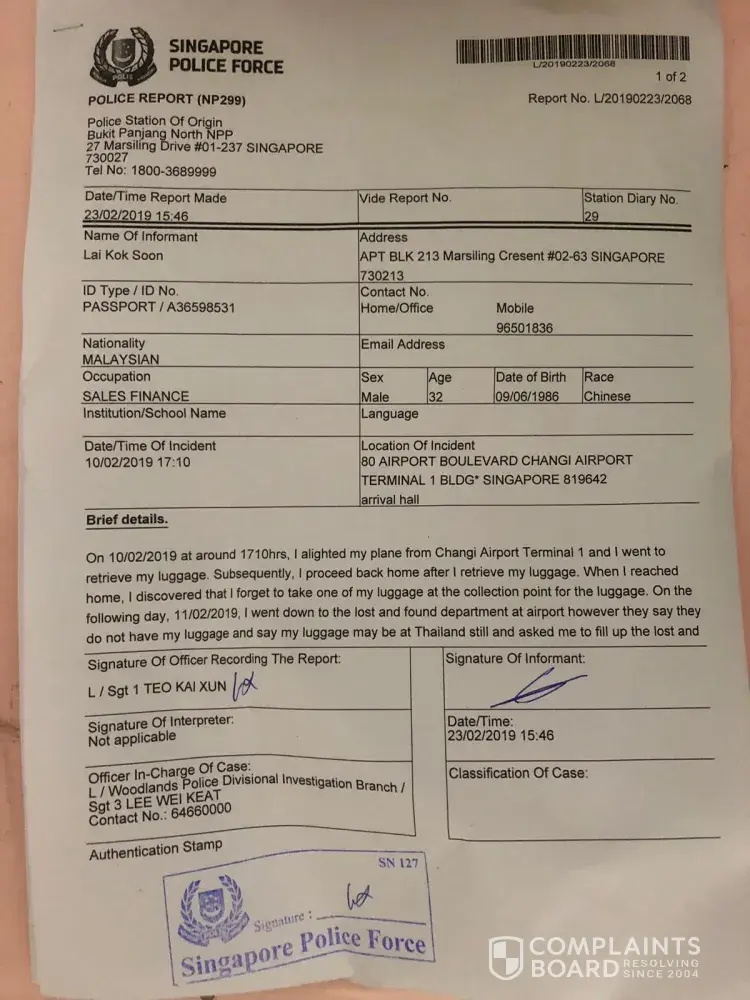 SINGAPORE
POLICE FORCE
L/20190223/2068
1 of 2
POLICE REPORT (NP299)
Report No. L/20190223/2068
Police Station Of Origin
Bukit Panjang North NPP
27 Marsiling Drive #01-237 SINGAPORE
730027
Tel No: 1800-3689999
Date/Time Report Made
23/02/2019 15:46
Vide Report No.
Station Diary No.
29
Name Of Informant
Lai Kok Soon
Address
APT BLK 213 Marsiling Cresent #02-63 SINGAPORE
730213
ID Type / ID No.
PASSPORT / A36598531
Contact No.
Home/Office
Mobile
96501836
Nationality
MALAYSIAN
Email Address
Occupation
SALES FINANCE
Sex
Male
Age
32
Date of Birth
09/06/1986
Race
Chinese
Institution/School Name
Language
Date/Time Of Incident
10/02/2019 17:10
Location Of Incident
80 AIRPORT BOULEVARD CHANGI AIRPORT
TERMINAL 1 BLDG* SINGAPORE 819642
arrival hall
Brief details.
On 10/02/2019 at around 1710hrs, I alighted my plane from Changi Airport Terminal 1 and I went to
retrieve my luggage. Subsequently, I proceed back home after I retrieve my luggage. When I reached
home, I discovered that I forget to take one of my luggage at the collection point for the luggage. On the
following day, 11/02/2019, I went down to the lost and found department at airport however they say they
do not have my luggage and say my luggage may be at Thailand still and asked me to fill up the lost and
Signature Of Officer Recording The Report:
L / Sgt 1 TEO KAI XUN
Signature Of Informant:
Signature Of Interpreter:
Not applicable
Date/Time:
23/02/2019 15:46
Officer In-Charge Of Case:
L / Woodlands Police Divisional Investigation Branch /
Sgt 3 LEE WEI KEAT
Contact No.: 64660000
Classification Of Case:
Authentication Stamp
SN 127
Signature :
Singapore Police Force
COMPLAINTS
BOARD RESOLVING
SINCE 2004